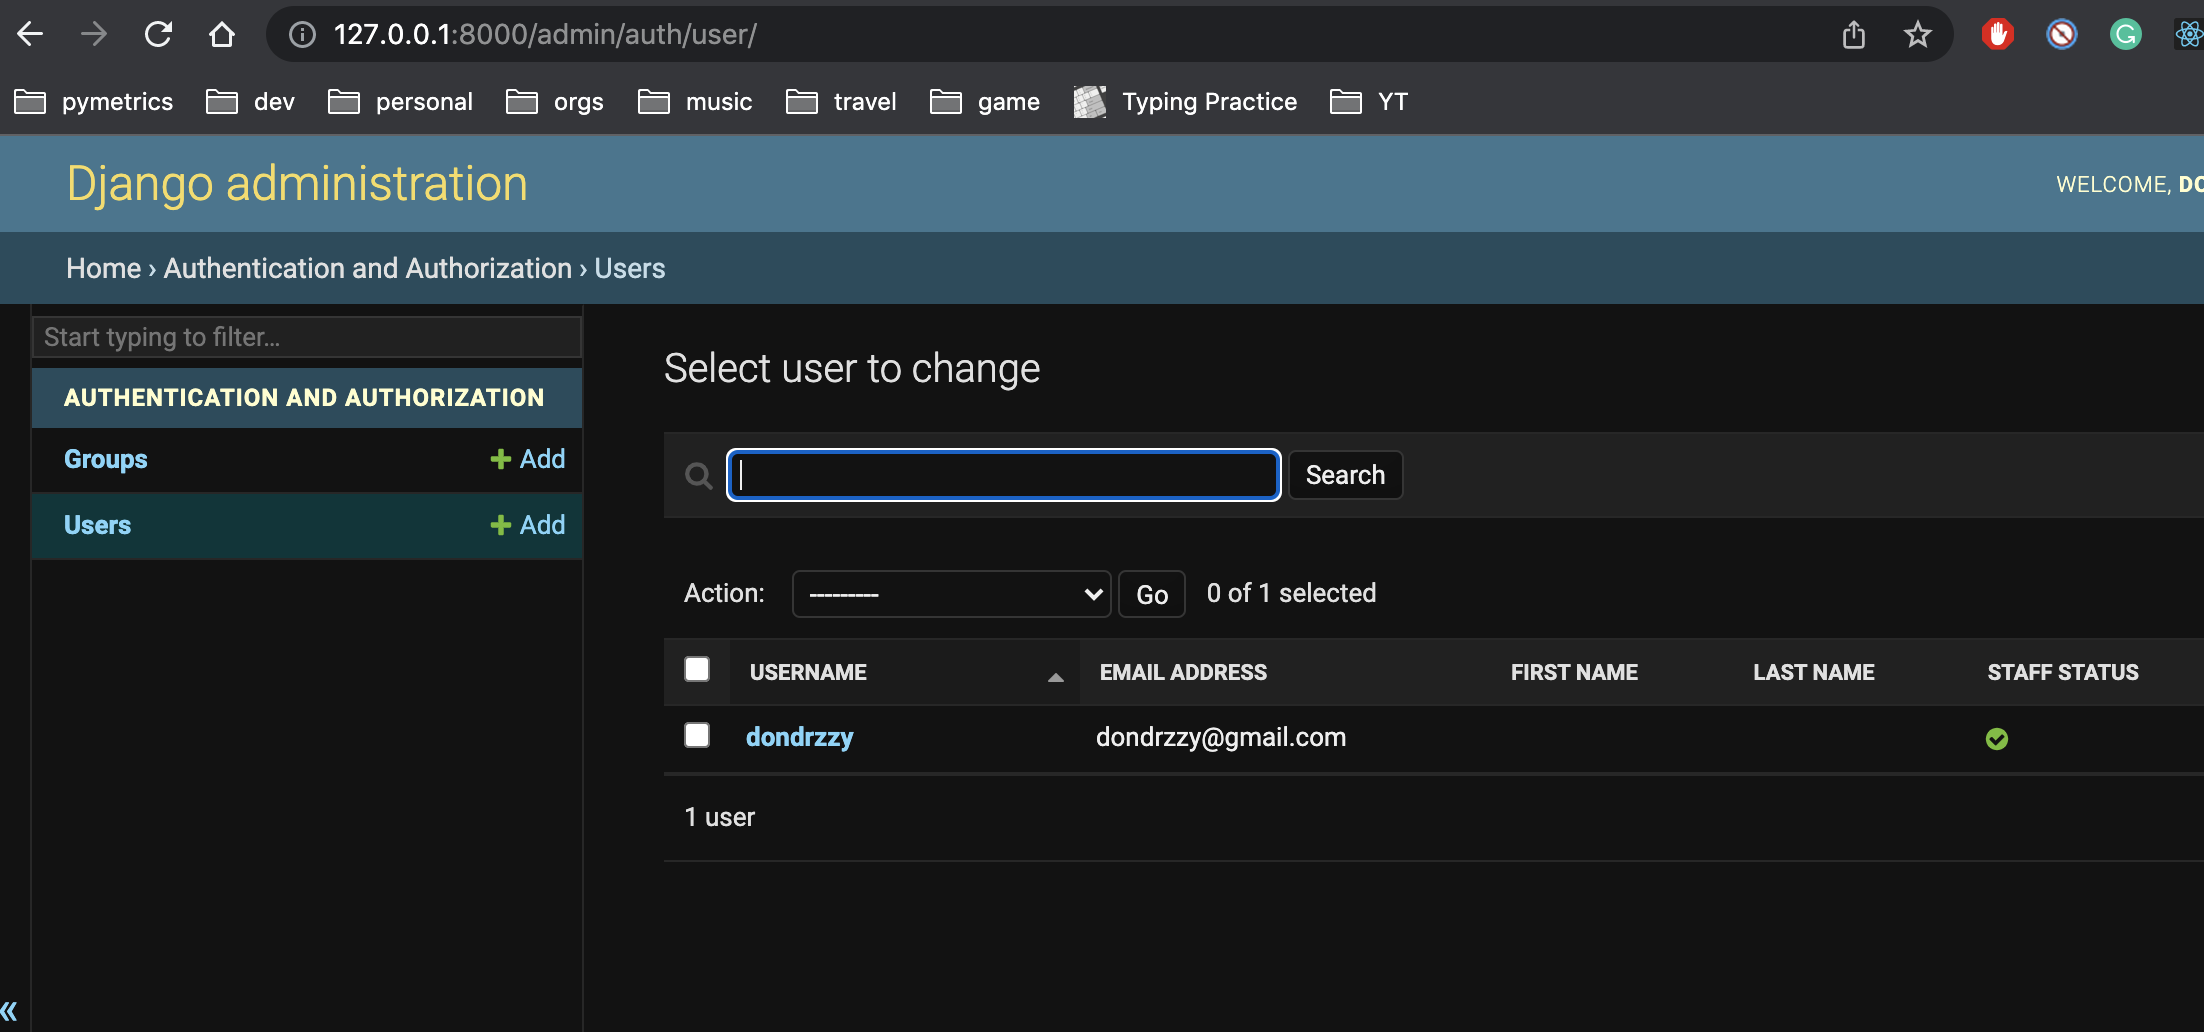 127.0.0.1:8000/admin/auth/user/
pymetrics dev personal orgs music travel game Typing Practice YT
Django administration
WELCOME, DO
Home › Authentication and Authorization › Users
Start typing to filter...
AUTHENTICATION AND AUTHORIZATION
Groups + Add
Users + Add
Select user to change
Search
Action: --------- Go 0 of 1 selected
USERNAME EMAIL ADDRESS FIRST NAME LAST NAME STAFF STATUS
dondrzzy dondrzzy@gmail.com
1 user